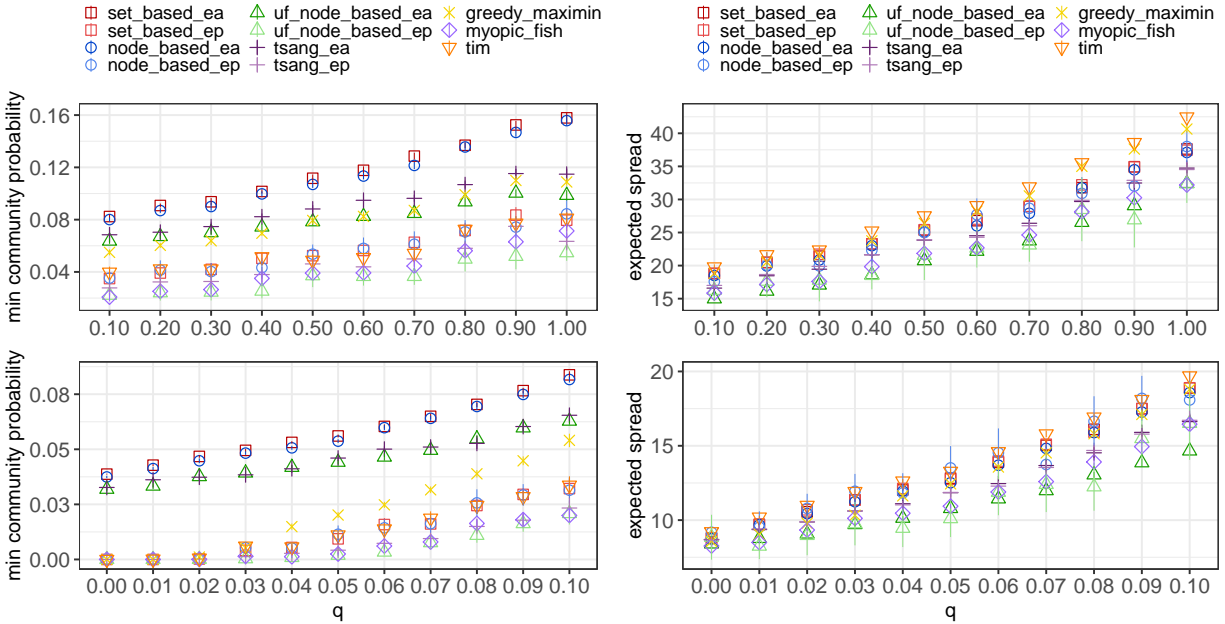 set_based_ea uf_node_based_ea greedy_maximin
set_based_ep uf_node_based_ep myopic_fish
node_based_ea tsang_ea tim
node_based_ep tsang_ep
set_based_ea uf_node_based_ea greedy_maximin
set_based_ep uf_node_based_ep myopic_fish
node_based_ea tsang_ea tim
node_based_ep tsang_ep
min community probability
0.16
0.12
0.08
0.04
0.10 0.20 0.30 0.40 0.50 0.60 0.70 0.80 0.90 1.00
expected spread
40
35
30
25
20
15
0.10 0.20 0.30 0.40 0.50 0.60 0.70 0.80 0.90 1.00
min community probability
0.08
0.05
0.03
0.00
0.00 0.01 0.02 0.03 0.04 0.05 0.06 0.07 0.08 0.09 0.10
q
expected spread
20
15
10
0.00 0.01 0.02 0.03 0.04 0.05 0.06 0.07 0.08 0.09 0.10
q